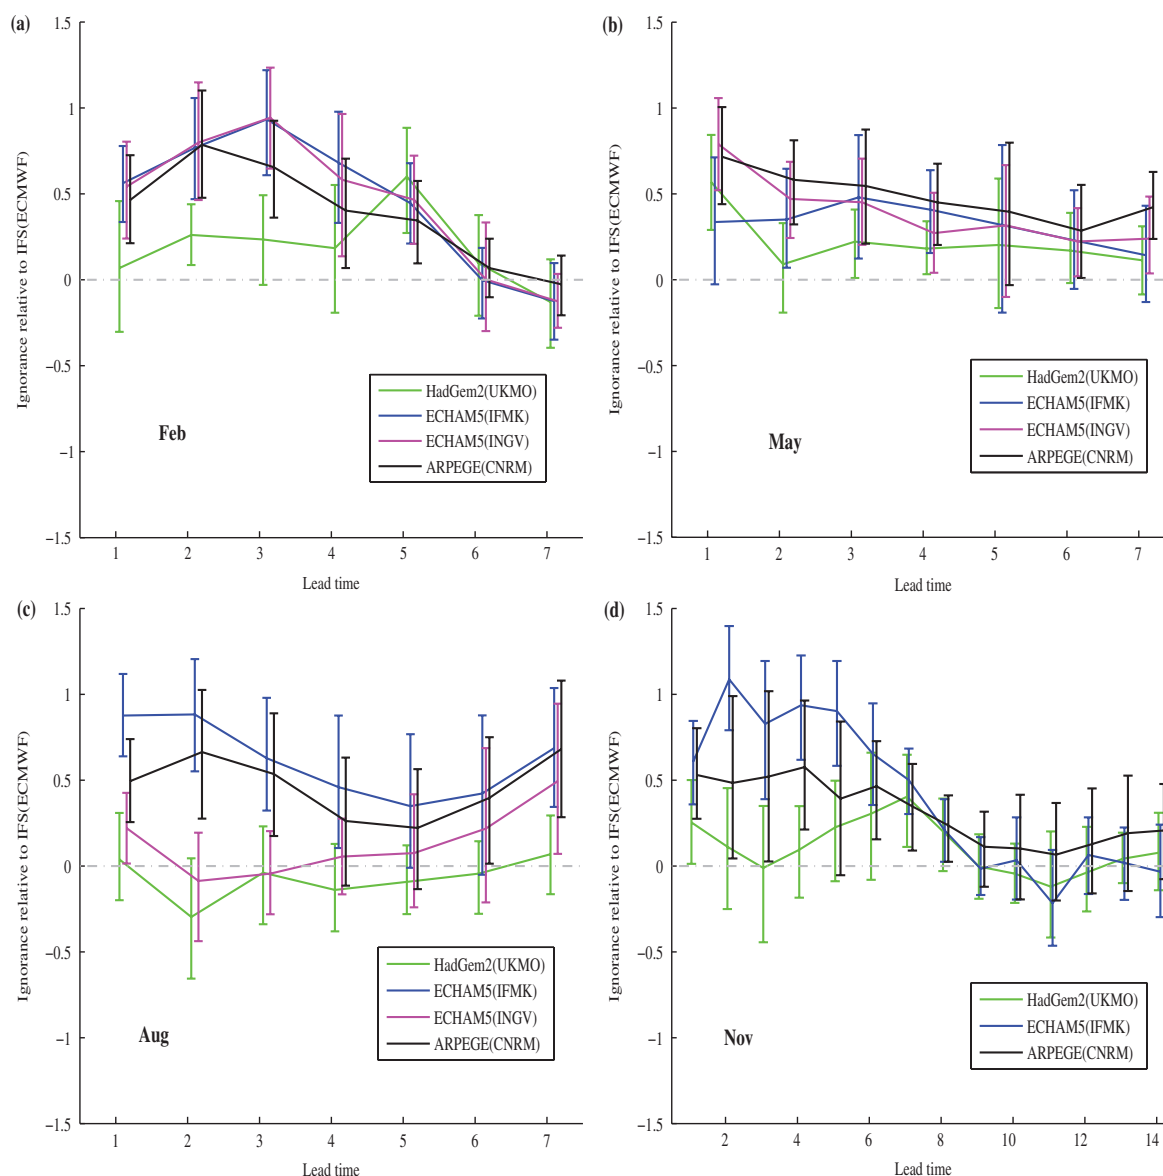 (a)
1.5
1
0.5
0
−0.5
−1
−1.5
Ignorance relative to IFS(ECMWF)
HadGem2(UKMO)
ECHAM5(IFMK)
ECHAM5(INGV)
ARPEGE(CNRM)
Feb
1 2 3 4 5 6 7
Lead time
(b)
1.5
1
0.5
0
−0.5
−1
−1.5
Ignorance relative to IFS(ECMWF)
HadGem2(UKMO)
ECHAM5(IFMK)
ECHAM5(INGV)
ARPEGE(CNRM)
May
1 2 3 4 5 6 7
Lead time
(c)
1.5
1
0.5
0
−0.5
−1
−1.5
Ignorance relative to IFS(ECMWF)
HadGem2(UKMO)
ECHAM5(IFMK)
ECHAM5(INGV)
ARPEGE(CNRM)
Aug
1 2 3 4 5 6 7
Lead time
(d)
1.5
1
0.5
0
−0.5
−1
−1.5
Ignorance relative to IFS(ECMWF)
HadGem2(UKMO)
ECHAM5(IFMK)
ARPEGE(CNRM)
Nov
2 4 6 8 10 12 14
Lead time